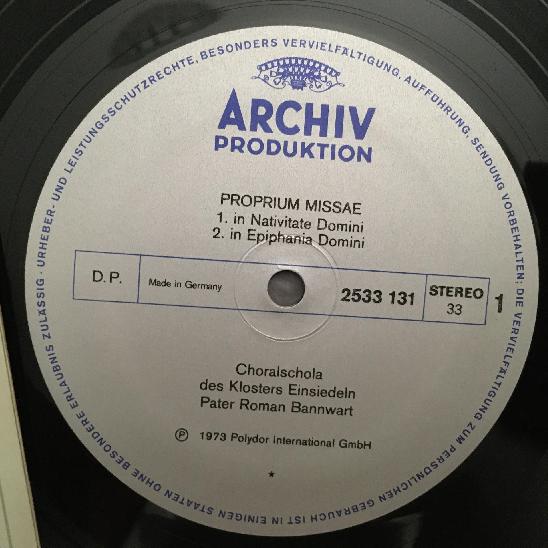 URHEBER- UND LEISTUNGSSCHUTZRECHTE, BESONDERS VERVIELFÄLTIGUNG, AUFFÜHRUNG, SENDUNG VORBEHALTEN; DIE VERVIELFÄLTIGUNG ZUM PERSÖNLICHEN GEBRAUCH IST IN EINIGEN STAATEN OHNE BESONDERE ERLAUBNIS ZULÄSSIG ·
ARCHIV
PRODUKTION
PROPRIUM MISSAE
1. in Nativitate Domini
2. in Epiphania Domini
D.P. Made in Germany 2533 131 STEREO 1
33
Choralschola
des Klosters Einsiedeln
Pater Roman Bannwart
Ⓟ 1973 Polydor International GmbH
*